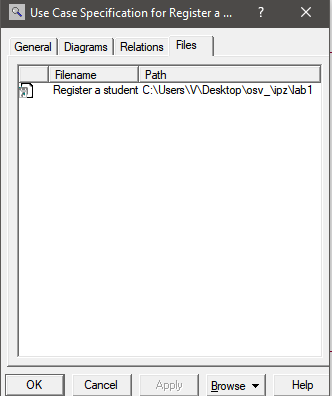 Use Case Specification for Register a ... ? ×
General Diagrams Relations Files
Filename Path
Register a student C:\Users\V\Desktop\osv_\ipz\lab1
OK Cancel Apply Browse Help